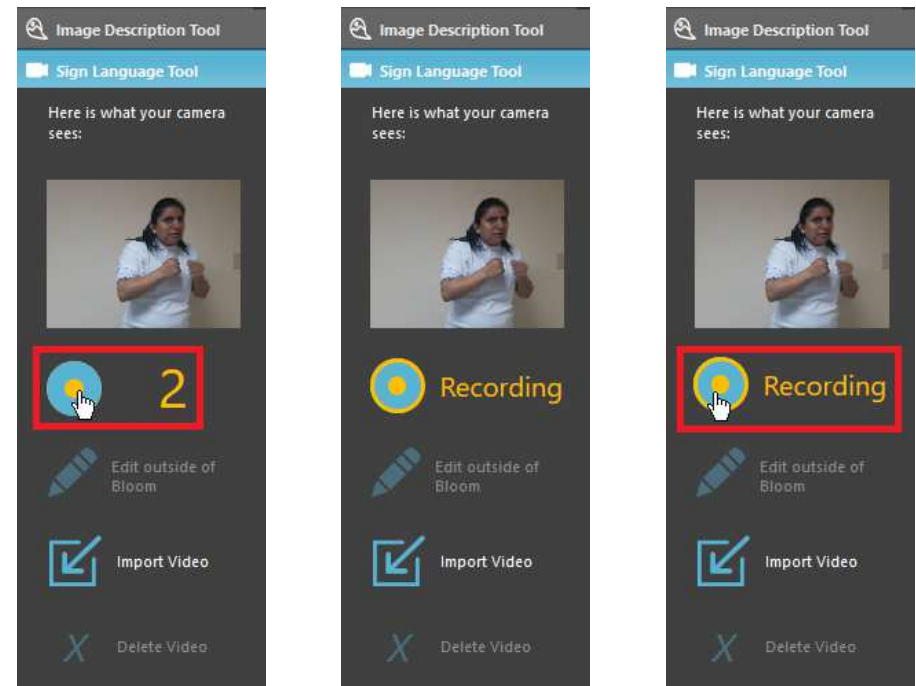 Image Description Tool
Sign Language Tool
Here is what your camera
sees:
2
Edit outside of
Bloom
Import Video
X Delete Video
Image Description Tool
Sign Language Tool
Here is what your camera
sees:
Recording
Edit outside of
Bloom
Import Video
X Delete Video
Image Description Tool
Sign Language Tool
Here is what your camera
sees:
Recording
Edit outside of
Bloom
Import Video
X Delete Video